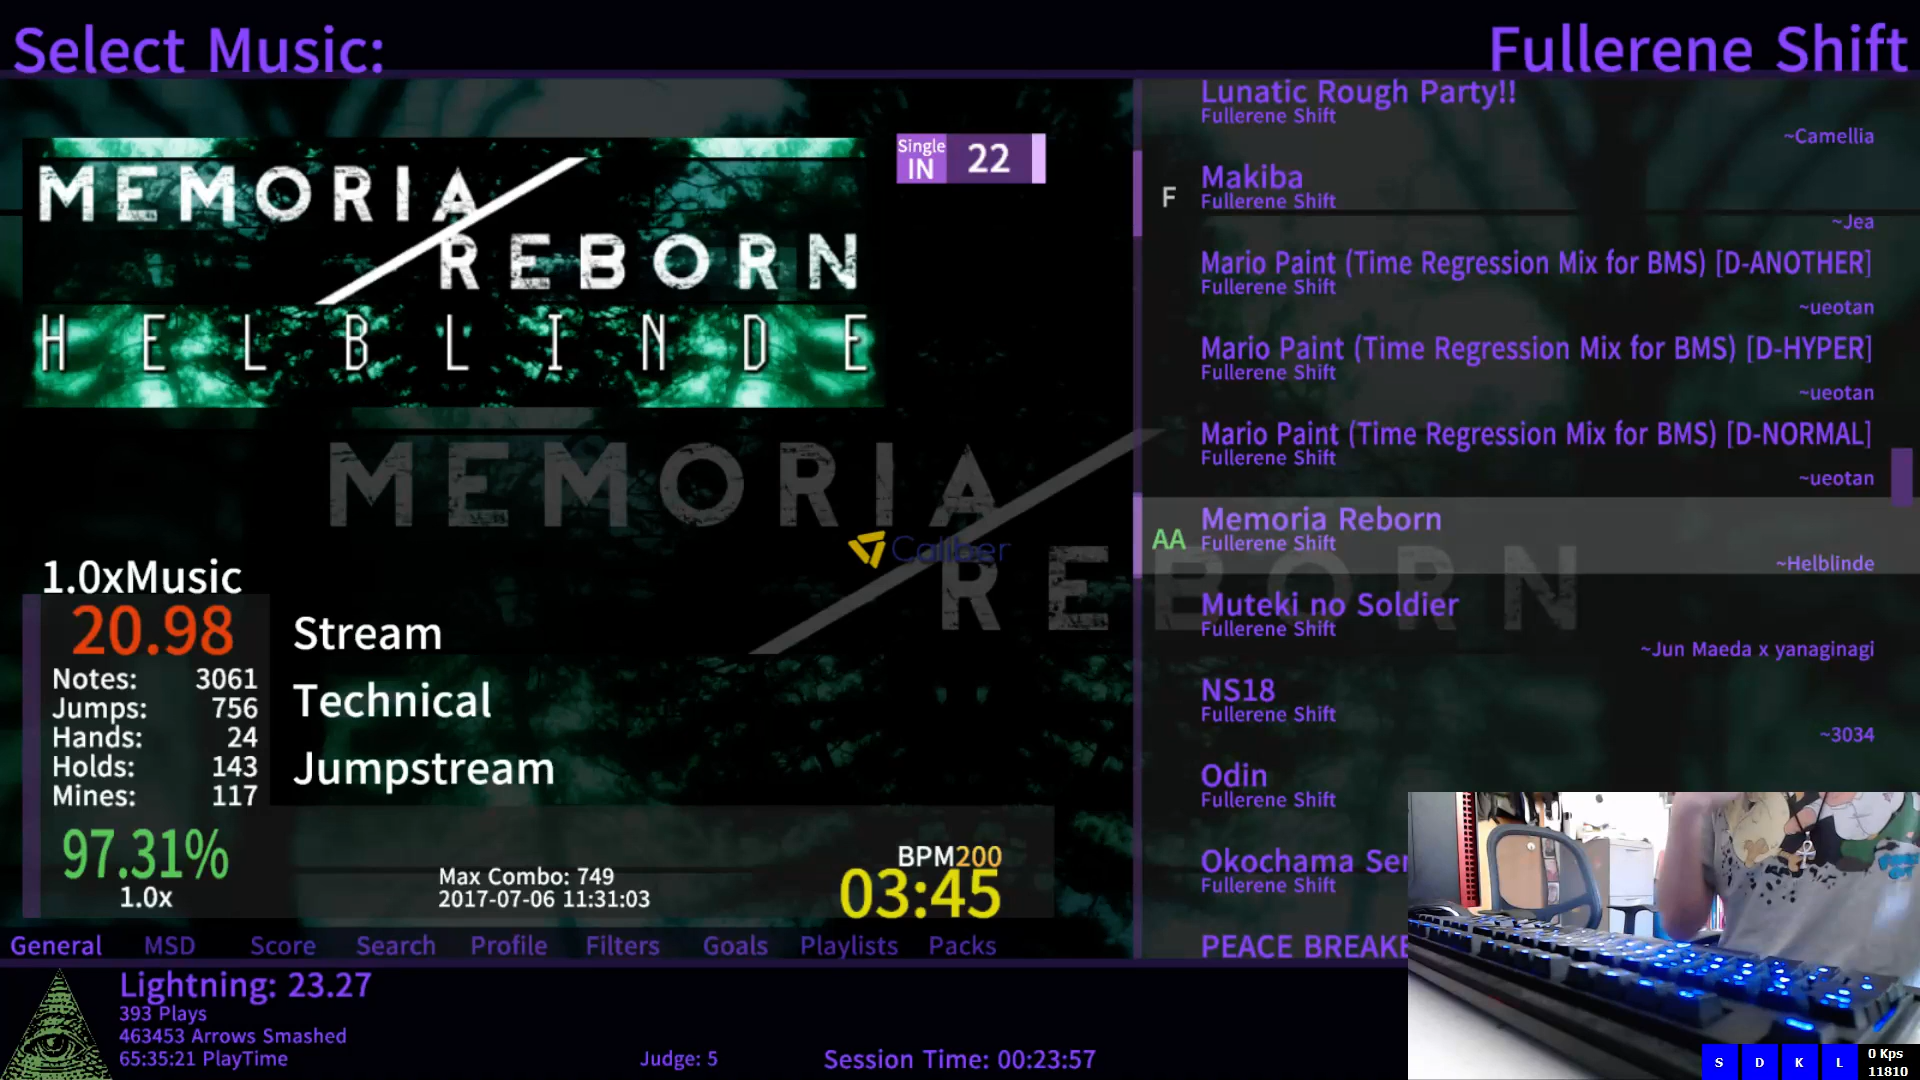 Select Music:
Fullerene Shift
MEMORIA
REBORN
HELBLINDE
Single
IN
22
MEMORIA
REBORN
Caliber
1.0xMusic
20.98
Notes: 3061
Jumps: 756
Hands: 24
Holds: 143
Mines: 117
97.31%
1.0x
Stream
Technical
Jumpstream
Max Combo: 749
2017-07-06 11:31:03
BPM200
03:45
Lunatic Rough Party!!
Fullerene Shift
~Camellia
F
Makiba
Fullerene Shift
~Jea
Mario Paint (Time Regression Mix for BMS) [D-ANOTHER]
Fullerene Shift
~ueotan
Mario Paint (Time Regression Mix for BMS) [D-HYPER]
Fullerene Shift
~ueotan
Mario Paint (Time Regression Mix for BMS) [D-NORMAL]
Fullerene Shift
~ueotan
AA
Memoria Reborn
Fullerene Shift
~Helblinde
Muteki no Soldier
Fullerene Shift
~Jun Maeda x yanaginagi
NS18
Fullerene Shift
~3034
Odin
Fullerene Shift
Okochama Ser
Fullerene Shift
PEACE BREAKE
General MSD Score Search Profile Filters Goals Playlists Packs
Lightning: 23.27
393 Plays
463453 Arrows Smashed
65:35:21 PlayTime
Judge: 5
Session Time: 00:23:57
S D K L
0 Kps
11810